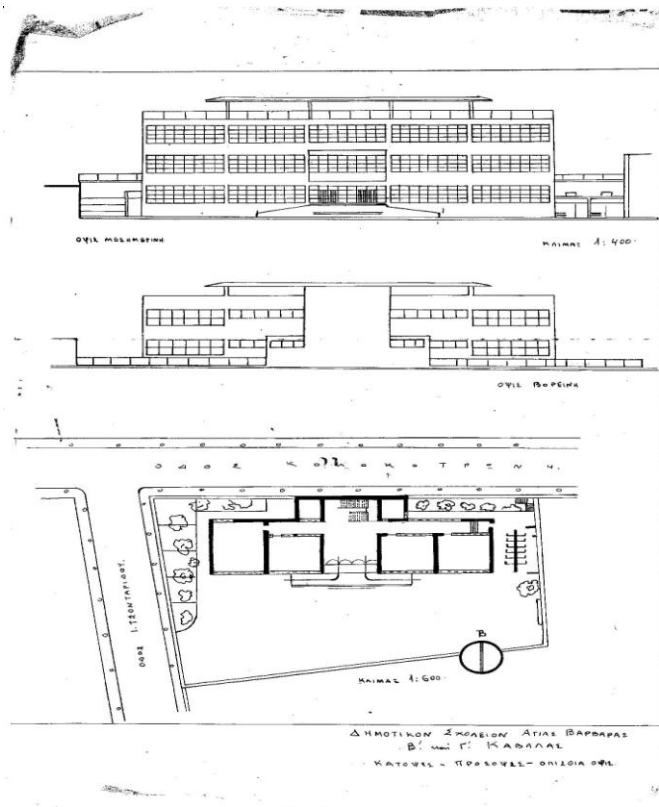 ΟΨΙΣ ΜΕΣΗΜΒΡΙΝΗ
ΚΛΙΜΑΞ 1:400.
ΟΨΙΣ ΒΟΡΕΙΝΗ
ΟΔΟΣ ΚΟΛΟΚΟΤΡΩΝΗ.
ΟΔΟΣ Ι. ΤΣΟΝΤΑΡΙΔΟΥ.
Β
ΚΛΙΜΑΞ 1:600.
ΔΗΜΟΤΙΚΟΝ ΣΧΟΛΕΙΟΝ ΑΓΙΑΣ ΒΑΡΒΑΡΑΣ
Β' και Γ' ΚΑΒΑΛΑΣ
ΚΑΤΟΨΙΣ - ΠΡΟΣΟΨΙΣ - ΟΠΙΣΘΙΑ ΟΨΙΣ